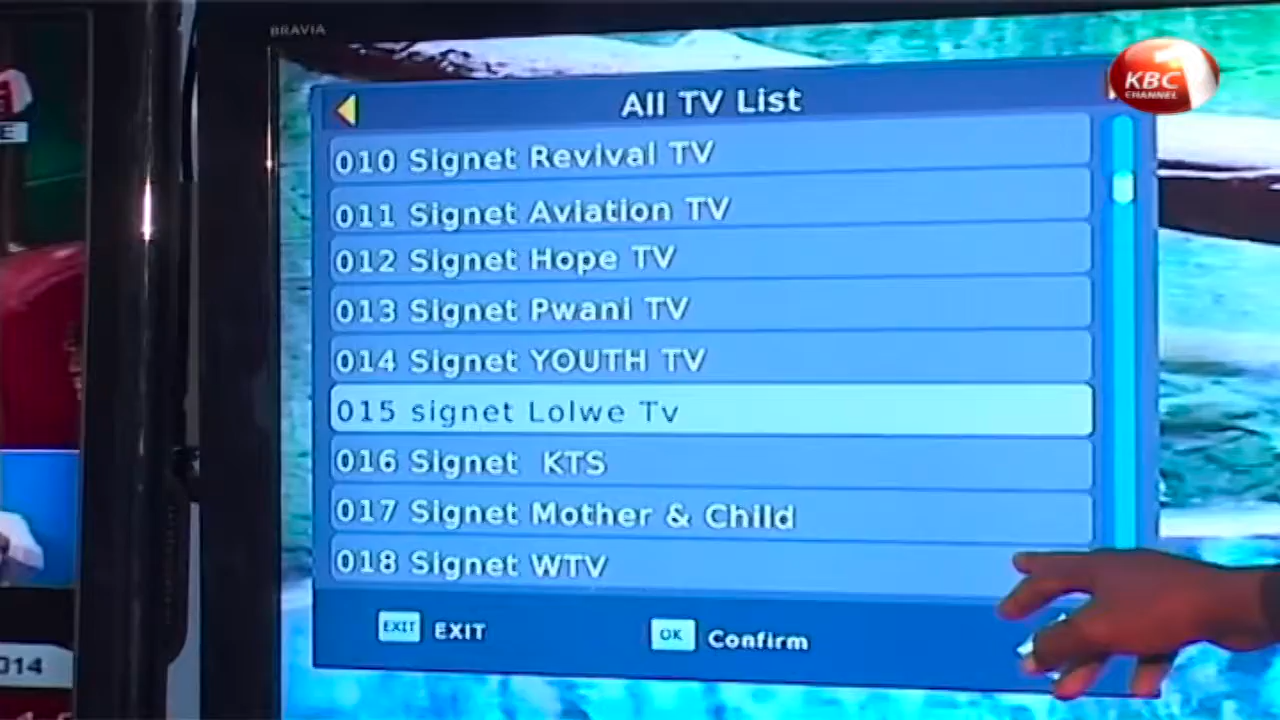 BRAVIA
KBC 1
CHANNEL
All TV List
010 Signet Revival TV
011 Signet Aviation TV
012 Signet Hope TV
013 Signet Pwani TV
014 Signet YOUTH TV
015 signet Lolwe Tv
016 Signet  KTS
017 Signet Mother & Child
018 Signet WTV
EXIT EXIT
OK Confirm
014